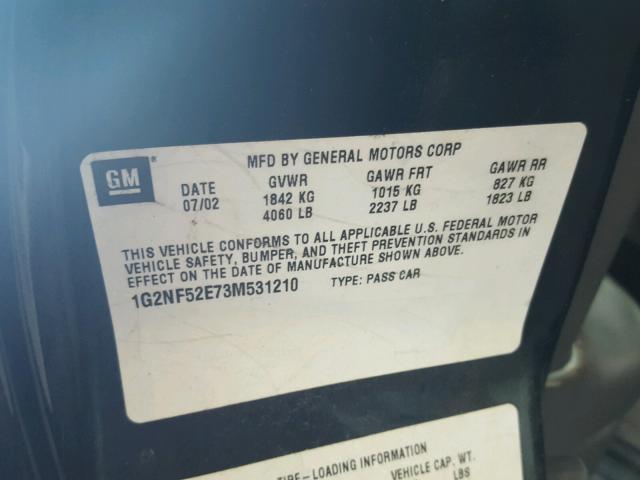 MFD BY GENERAL MOTORS CORP
GM
DATE GVWR GAWR FRT GAWR RR
07/02 1842 KG 1015 KG 827 KG
4060 LB 2237 LB 1823 LB
THIS VEHICLE CONFORMS TO ALL APPLICABLE U.S. FEDERAL MOTOR
VEHICLE SAFETY, BUMPER, AND THEFT PREVENTION STANDARDS IN
EFFECT ON THE DATE OF MANUFACTURE SHOWN ABOVE.
1G2NF52E73M531210 TYPE: PASS CAR
TIRE-LOADING INFORMATION
VEHICLE CAP. WT.
LBS